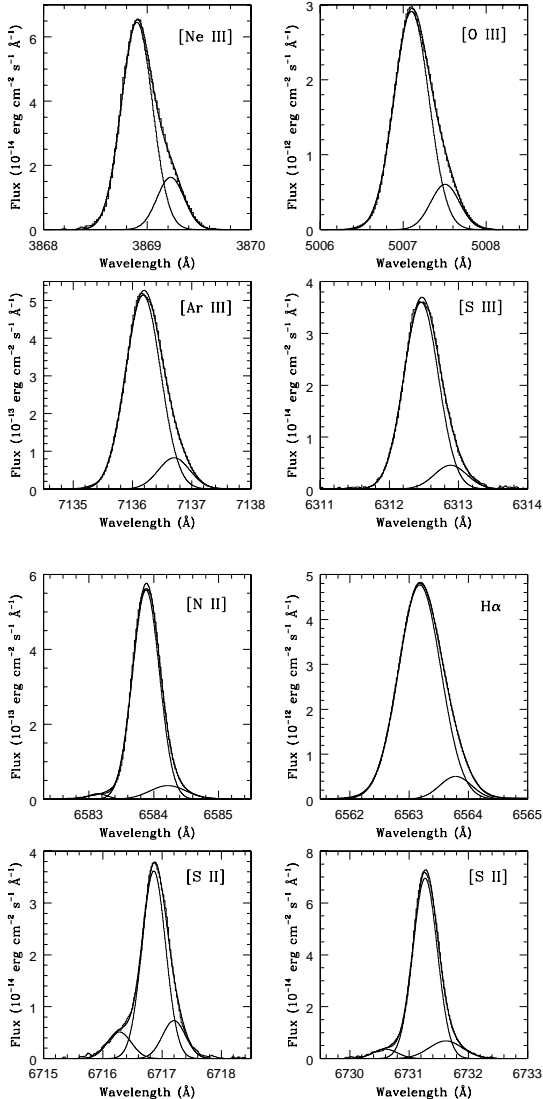 [Ne III]
Flux (10⁻¹⁴ erg cm⁻² s⁻¹ Å⁻¹)
6
4
2
0
3868 3869 3870
Wavelength (Å)
[O III]
Flux (10⁻¹² erg cm⁻² s⁻¹ Å⁻¹)
3
2
1
0
5006 5007 5008
Wavelength (Å)
[Ar III]
Flux (10⁻¹³ erg cm⁻² s⁻¹ Å⁻¹)
5
4
3
2
1
0
7135 7136 7137 7138
Wavelength (Å)
[S III]
Flux (10⁻¹⁴ erg cm⁻² s⁻¹ Å⁻¹)
4
3
2
1
0
6311 6312 6313 6314
Wavelength (Å)
[N II]
Flux (10⁻¹³ erg cm⁻² s⁻¹ Å⁻¹)
6
4
2
0
6583 6584 6585
Wavelength (Å)
Hα
Flux (10⁻¹² erg cm⁻² s⁻¹ Å⁻¹)
5
4
3
2
1
0
6562 6563 6564 6565
Wavelength (Å)
[S II]
Flux (10⁻¹⁴ erg cm⁻² s⁻¹ Å⁻¹)
4
3
2
1
0
6715 6716 6717 6718
Wavelength (Å)
[S II]
Flux (10⁻¹⁴ erg cm⁻² s⁻¹ Å⁻¹)
8
6
4
2
0
6730 6731 6732 6733
Wavelength (Å)